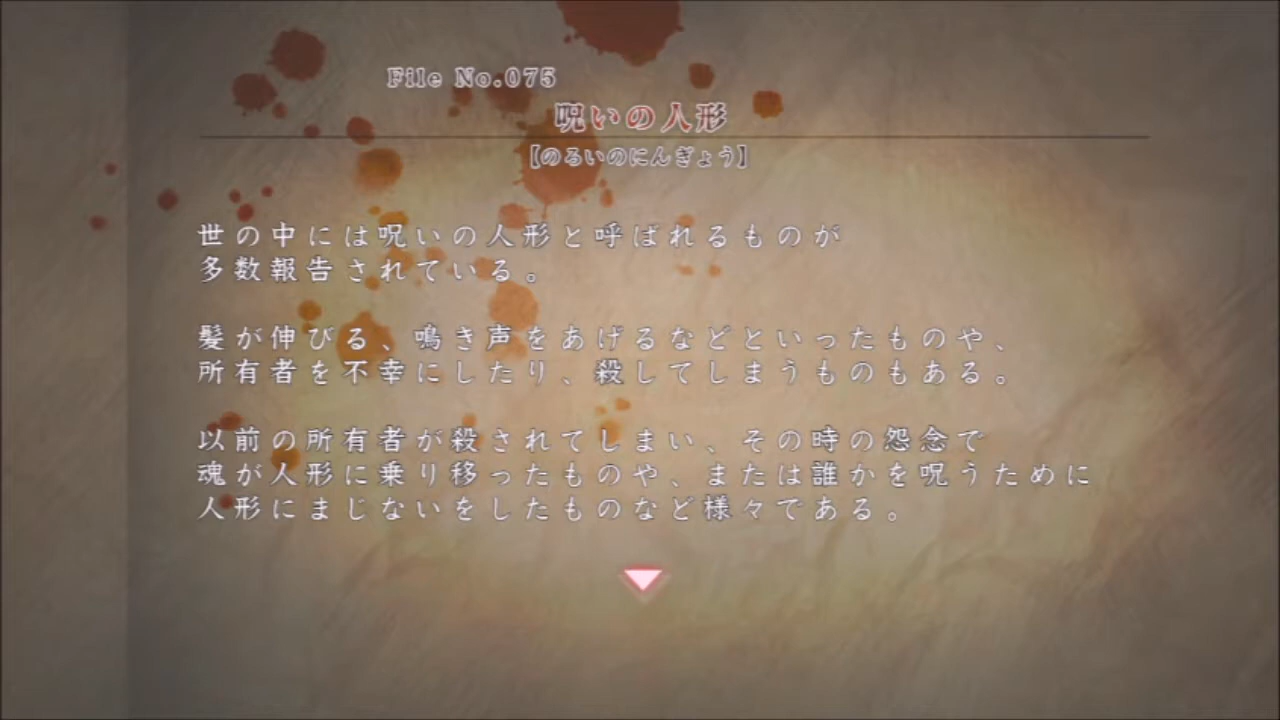 File No.075
呪いの人形
【のろいのにんぎょう】
世の中には呪いの人形と呼ばれるものが
多数報告されている。
髪が伸びる、鳴き声をあげるなどといったものや、
所有者を不幸にしたり、殺してしまうものもある。
以前の所有者が殺されてしまい、その時の怨念で
魂が人形に乗り移ったものや、または誰かを呪うために
人形にまじないをしたものなど様々である。